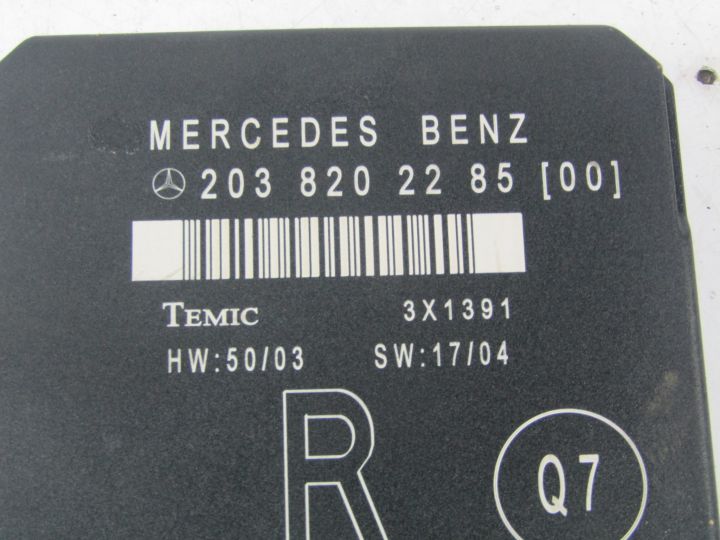 MERCEDES BENZ
203 820 22 85 [00]
TEMIC 3X1391
HW:50/03 SW:17/04
R
Q7